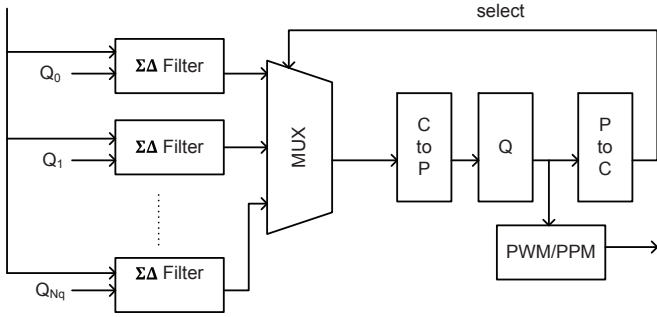 select
ΣΔ Filter
Q0
ΣΔ Filter
Q1
ΣΔ Filter
QNq
MUX
C
to
P
Q
P
to
C
PWM/PPM